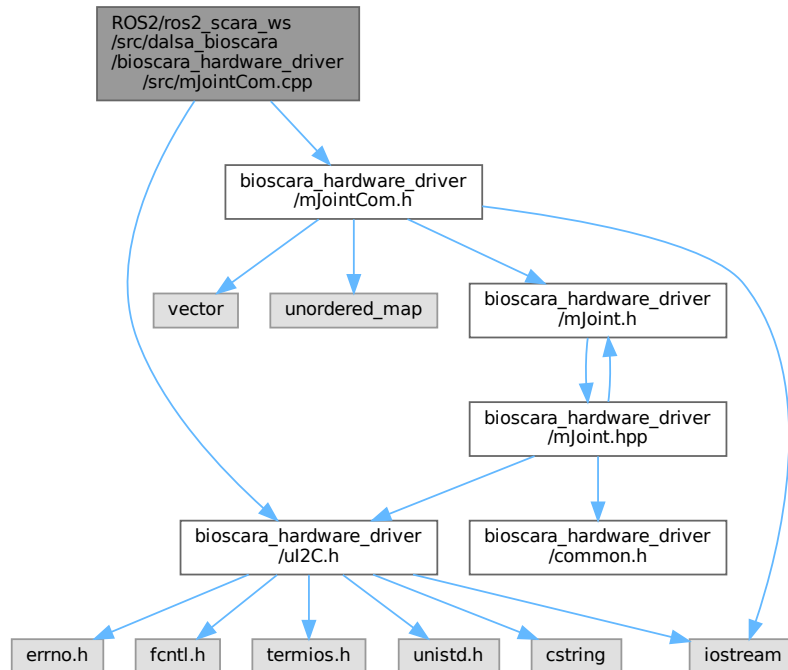 ROS2/ros2_scara_ws
/src/dalsa_bioscara
/bioscara_hardware_driver
/src/mJointCom.cpp
bioscara_hardware_driver
/mJointCom.h
vector
unordered_map
bioscara_hardware_driver
/mJoint.h
bioscara_hardware_driver
/mJoint.hpp
bioscara_hardware_driver
/uI2C.h
bioscara_hardware_driver
/common.h
errno.h
fcntl.h
termios.h
unistd.h
cstring
iostream